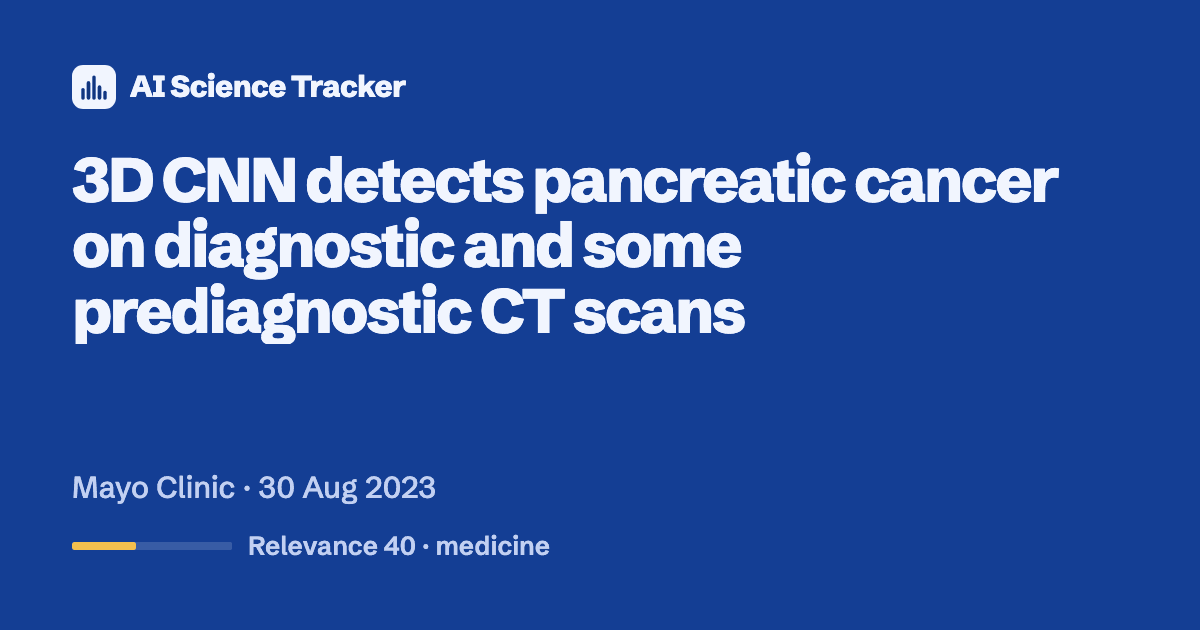 AI Science Tracker
3D CNN detects pancreatic cancer
on diagnostic and some
prediagnostic CT scans
Mayo Clinic · 30 Aug 2023
Relevance 40 · medicine